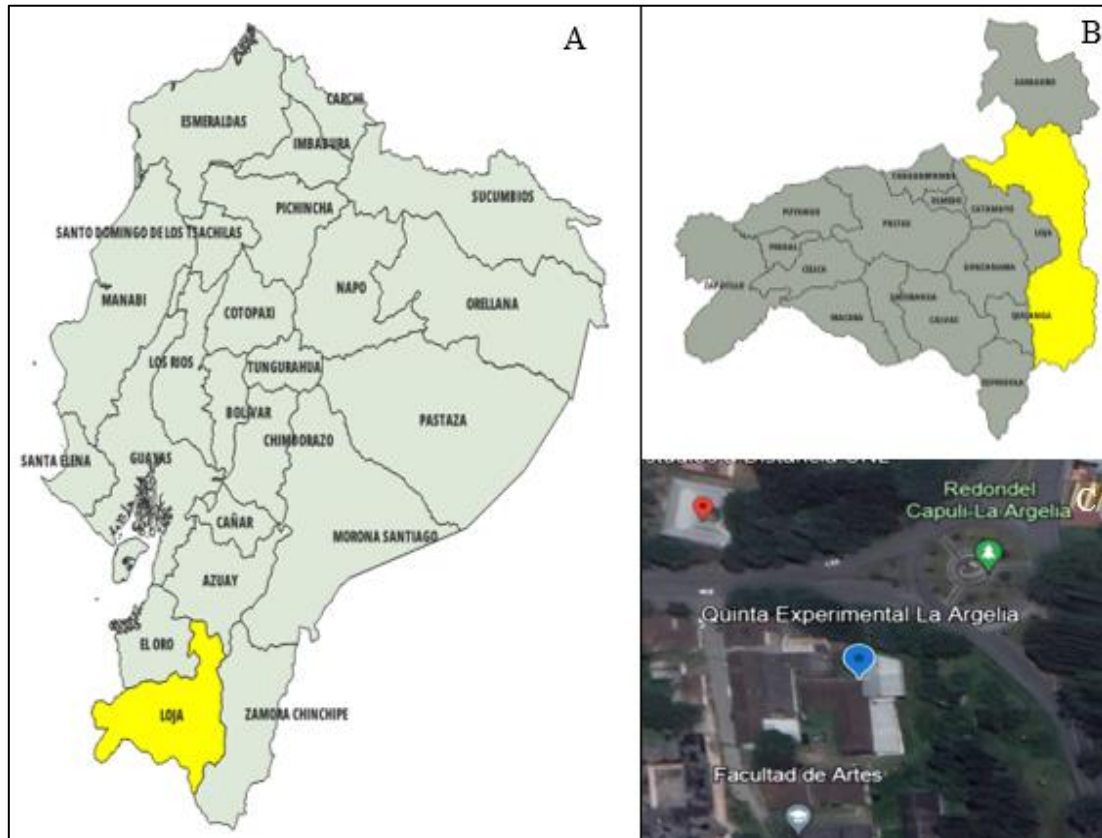 A
ESMERALDAS
CARCHI
IMBABURA
SUCUMBIOS
PICHINCHA
SANTO DOMINGO DE LOS TSACHILAS
NAPO
ORELLANA
MANABI
COTOPAXI
LOS RIOS
TUNGURAHUA
BOLIVAR
PASTAZA
CHIMBORAZO
SANTA ELENA
GUAYAS
CAÑAR
MORONA SANTIAGO
AZUAY
EL ORO
LOJA
ZAMORA CHINCHIPE
B
SARAGURO
OLMEDO
CATAMAYO
PUYANGO
PALTAS
LOJA
PINDAL
CELICA
GONZANAMA
ZAPOTILLO
MACARA
CALVAS
QUILANGA
ESPINDOLA
C
Redondel
Capulí-La Argelia
Quinta Experimental La Argelia
Facultad de Artes